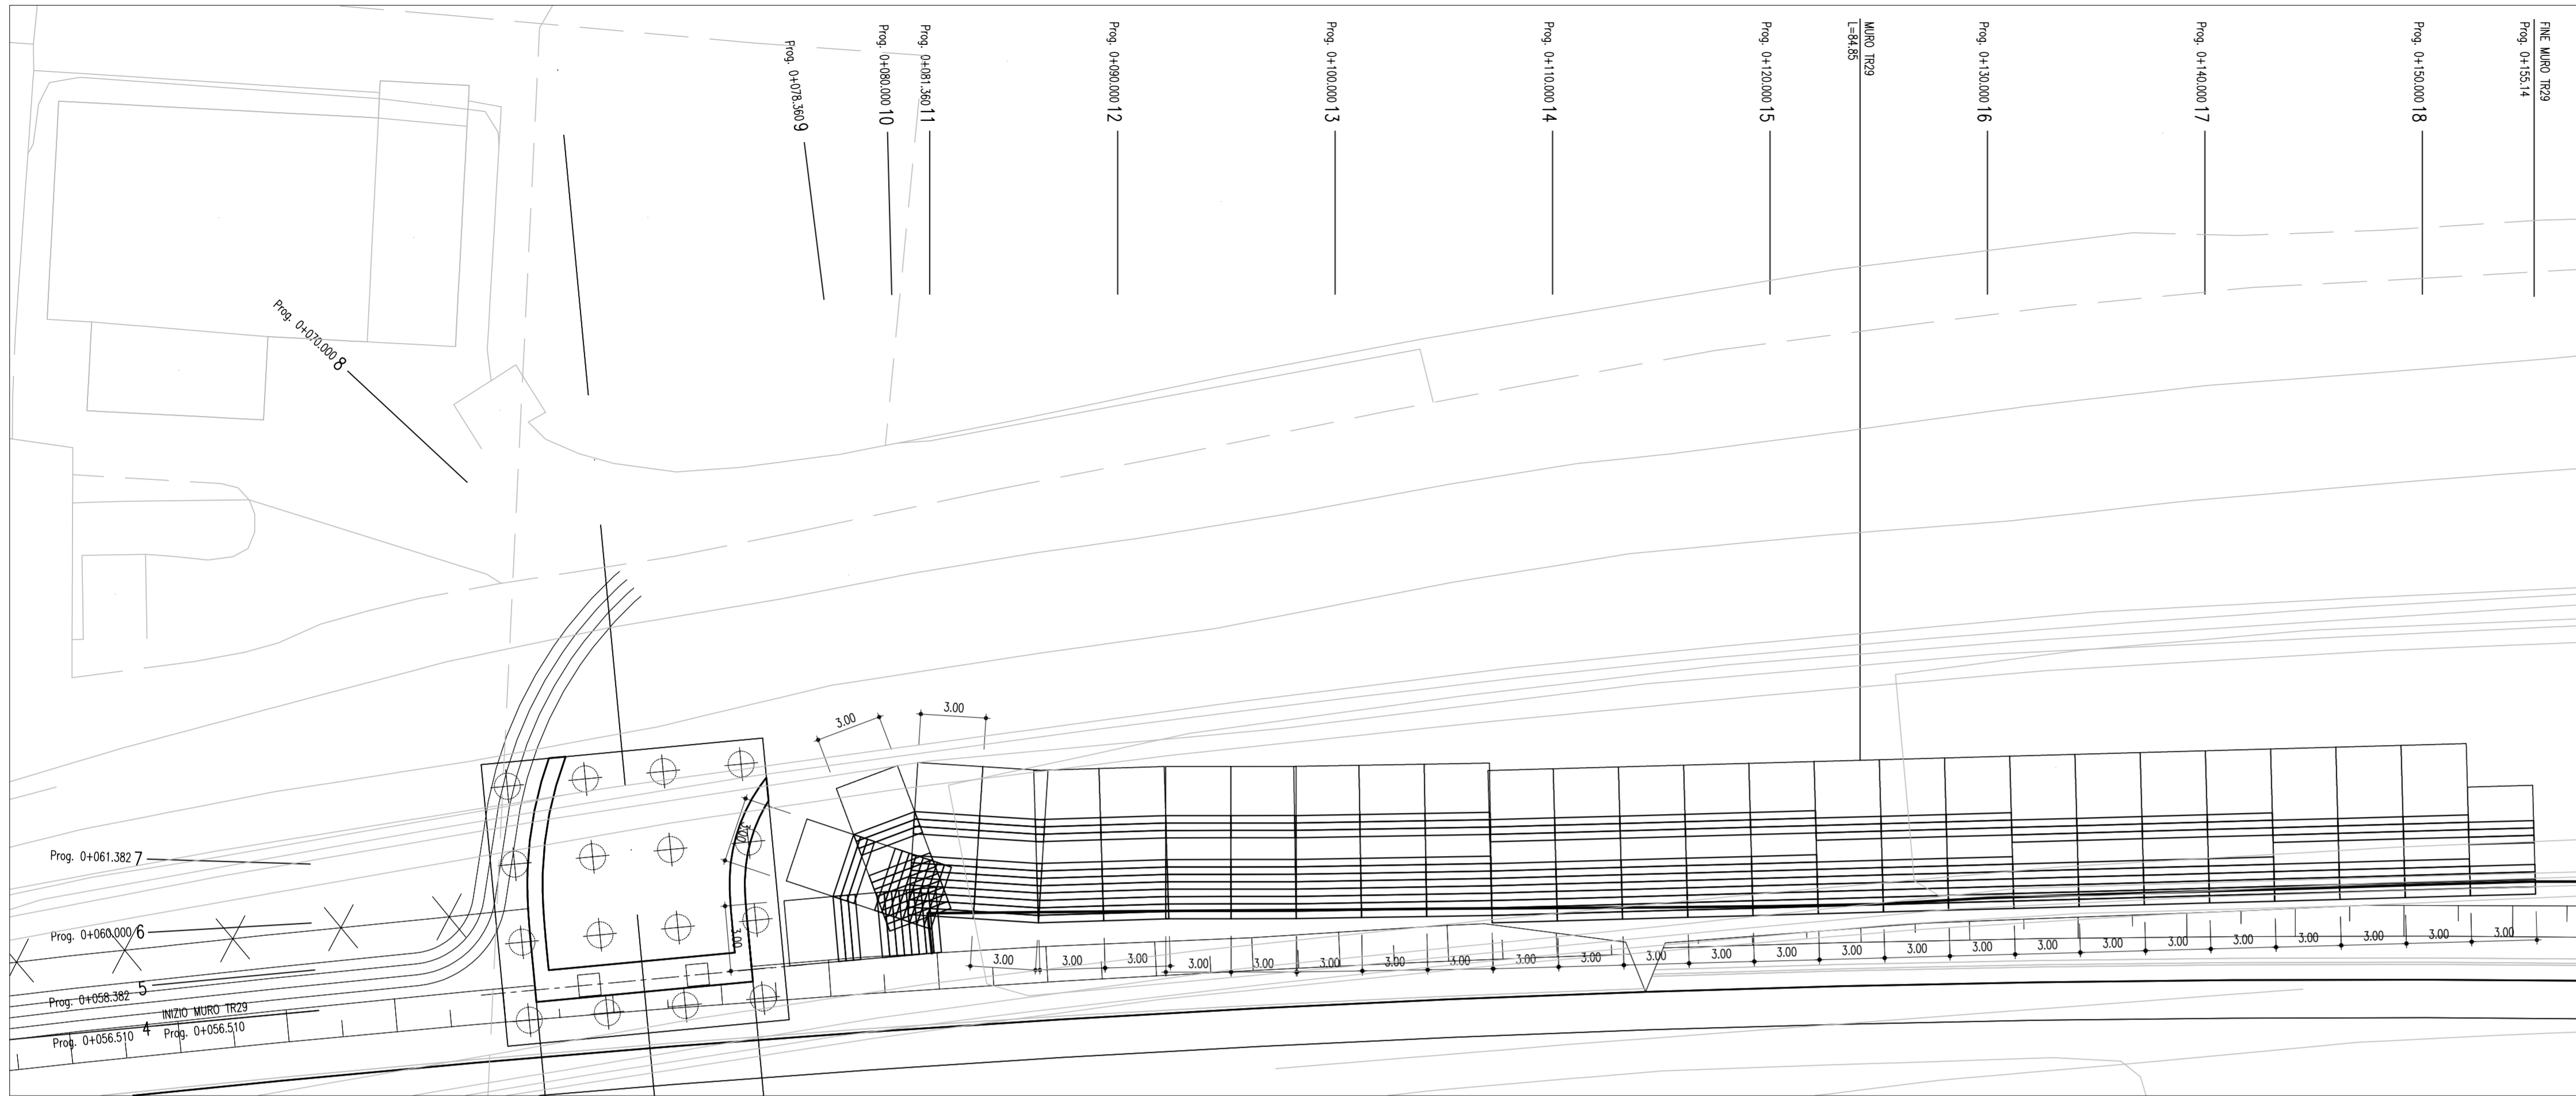 Prog. 0+078.360 9
Prog. 0+080.000 10
Prog. 0+081.360 11
Prog. 0+090.000 12
Prog. 0+100.000 13
Prog. 0+110.000 14
Prog. 0+120.000 15
MURO TR29
L=84.85
Prog. 0+130.000 16
Prog. 0+140.000 17
Prog. 0+150.000 18
FINE MURO TR29
Prog. 0+155.14
Prog. 0+070.000 8
3.00
3.00
3.00
3.00
Prog. 0+061.382 7
Prog. 0+060.000 6
Prog. 0+058.382 5
INIZIO MURO TR29
Prog. 0+056.510 4 Prog. 0+056.510
3.00 3.00 3.00 3.00 3.00 3.00 3.00 3.00 3.00 3.00 3.00 3.00 3.00 3.00 3.00 3.00 3.00 3.00 3.00 3.00 3.00 3.00 3.00 3.00